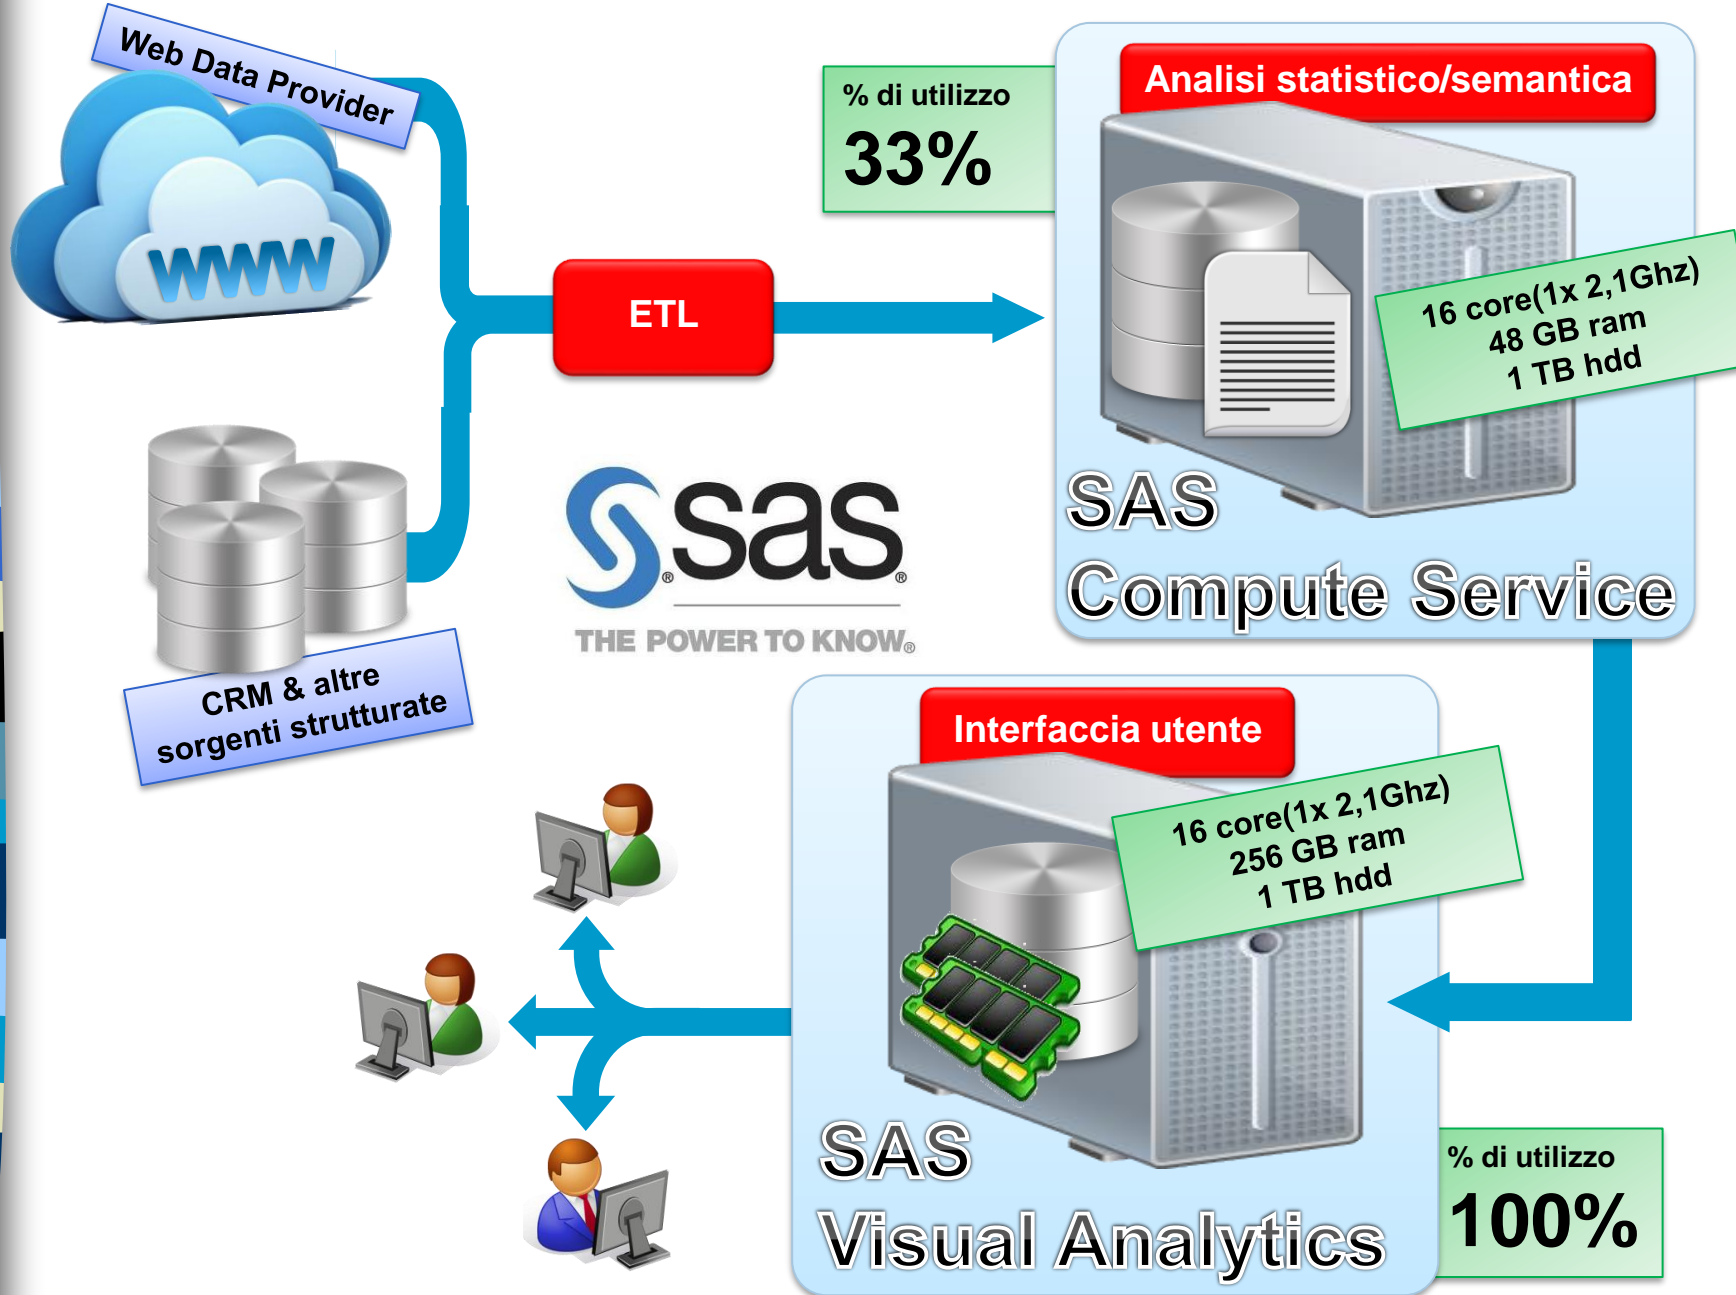 Web Data Provider
WWW
CRM & altre
sorgenti strutturate
ETL
sas
THE POWER TO KNOW®
% di utilizzo
33%
Analisi statistico/semantica
16 core(1x 2,1Ghz)
48 GB ram
1 TB hdd
SAS
Compute Service
Interfaccia utente
16 core(1x 2,1Ghz)
256 GB ram
1 TB hdd
SAS
Visual Analytics
% di utilizzo
100%